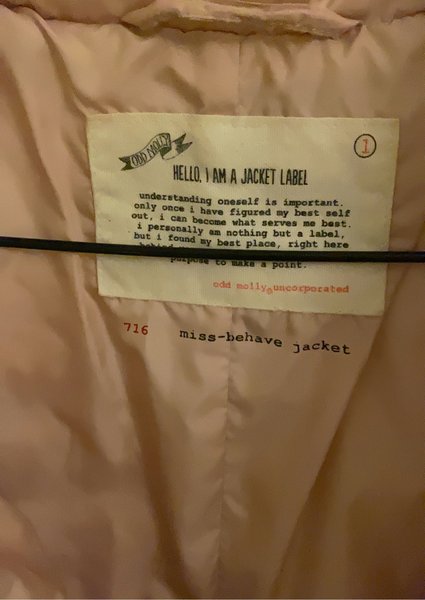 ODD MOLLY
1
HELLO, I AM A JACKET LABEL
understanding oneself is important.
only once i have figured my best self
out, i can become what serves me best.
i personally am nothing but a label,
but i found my best place, right here
purpose to make a point.
odd molly uncorporated
716 miss-behave jacket